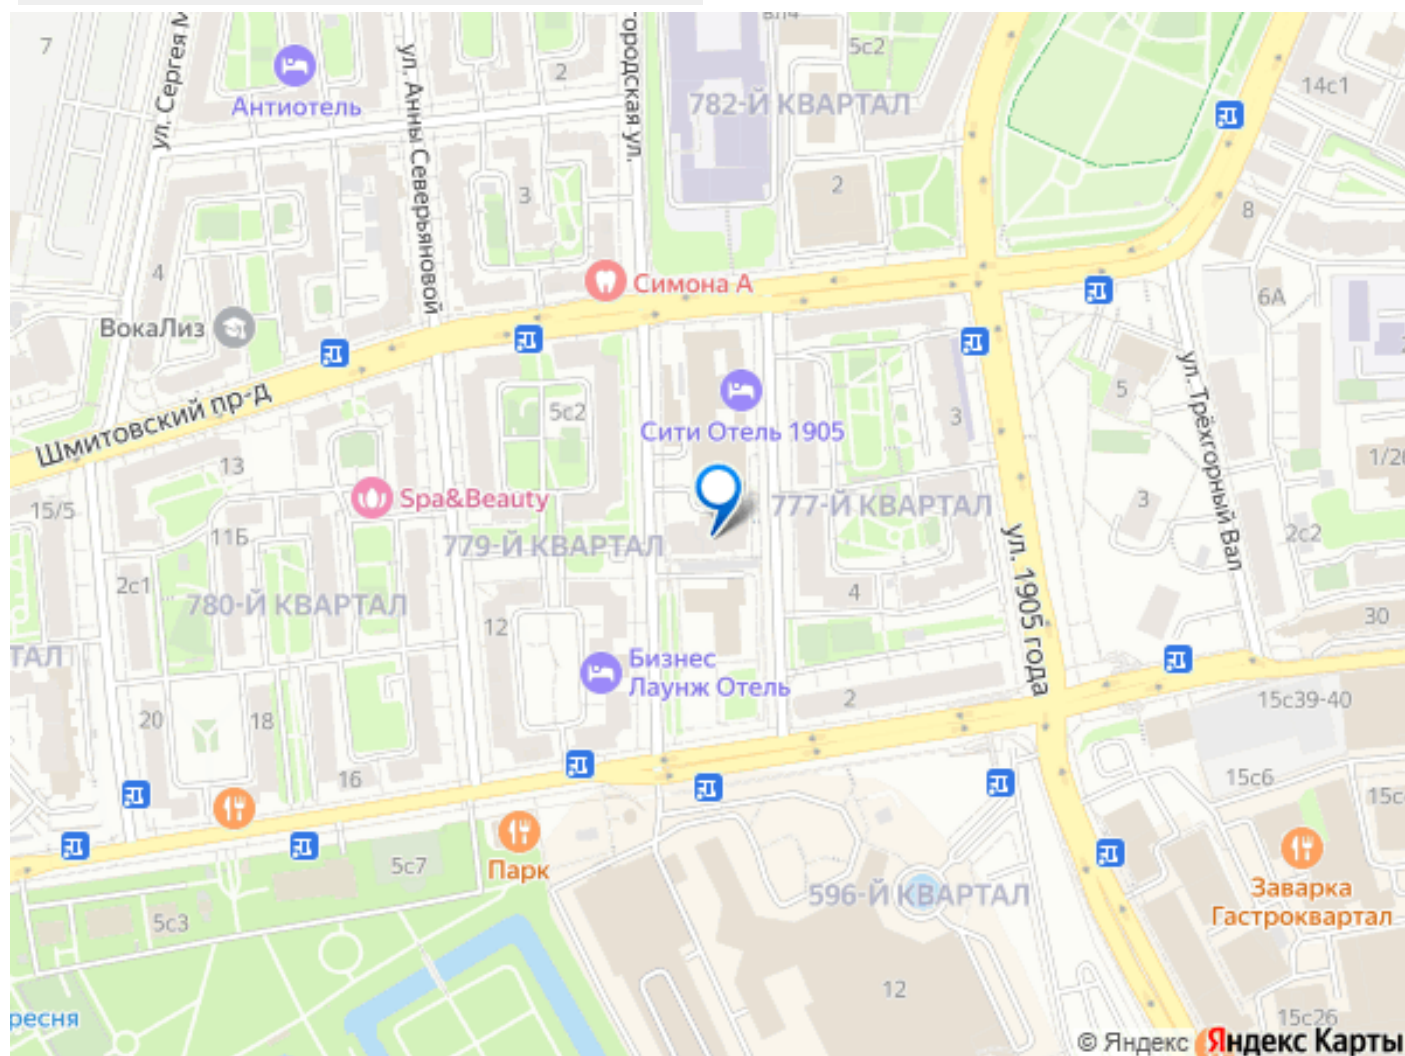 7
ул. Сергея М
Антиотель
ул. Анны Северьяновой
2
городская ул.
5с2
782-Й КВАРТАЛ
14с1
3
2
8
4
Симона А
6А
ВокаЛиз
Шмитовский пр-д
5с2
Сити Отель 1905
3
5
ул. Трёхгорный Вал
13
1/26
15/5
Spa&Beauty
777-Й КВАРТАЛ
3
11Б
779-Й КВАРТАЛ
ул. 1905 года
2с2
2с1
780-Й КВАРТАЛ
4
12
30
ТАЛ
Бизнес
Лаунж Отель
2
15с39-40
20
18
16
15с6
15с
5с7
Парк
596-Й КВАРТАЛ
Заварка
Гастроквартал
5с3
12
ресня
15с26
© Яндекс Яндекс Карты